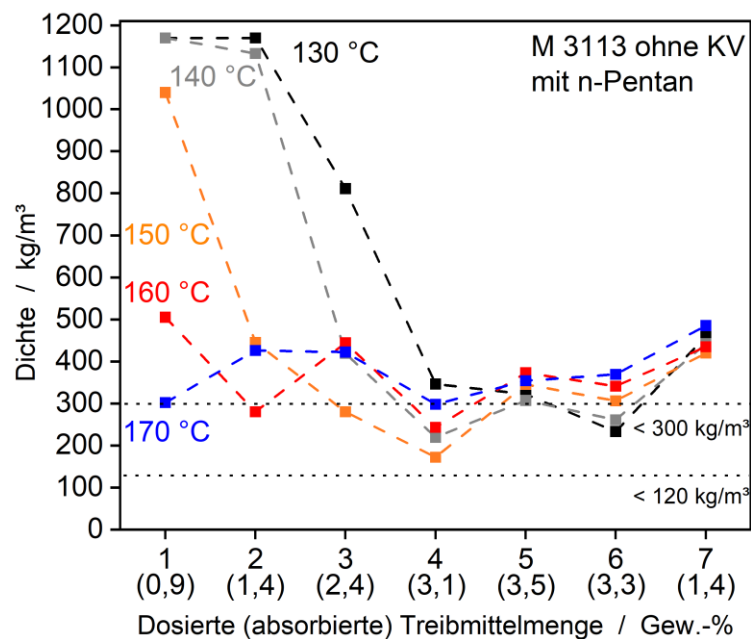 1200
1100
1000
900
800
700
600
500
400
300
200
100
0
Dichte / kg/m³
130 °C
140 °C
150 °C
160 °C
170 °C
M 3113 ohne KV
mit n-Pentan
< 300 kg/m³
< 120 kg/m³
1 2 3 4 5 6 7
(0,9) (1,4) (2,4) (3,1) (3,5) (3,3) (1,4)
Dosierte (absorbierte) Treibmittelmenge / Gew.-%